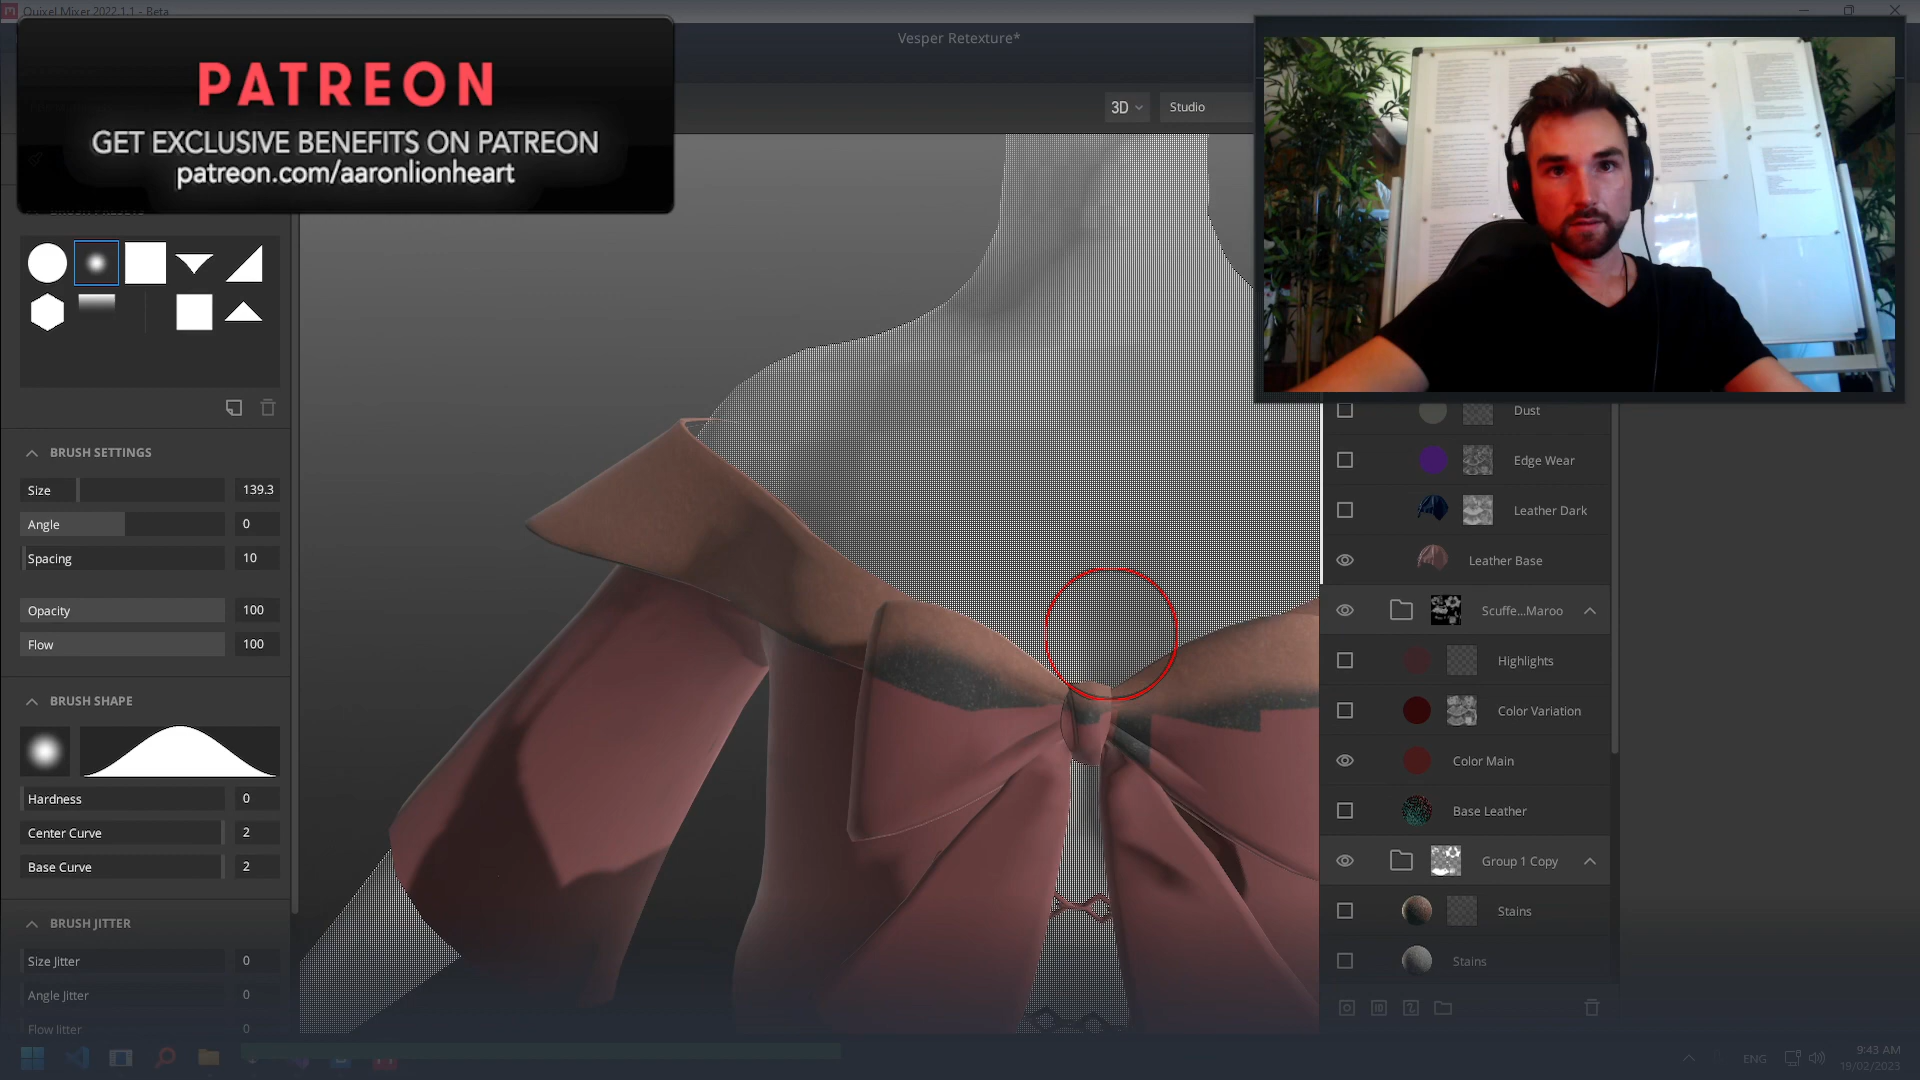 Quixel Mixer 2022.1.1 - Beta
Vesper Retexture*
PATREON
GET EXCLUSIVE BENEFITS ON PATREON
patreon.com/aaronlionheart
3D
Studio
BRUSH SETTINGS
Size 139.3
Angle 0
Spacing 10
Opacity 100
Flow 100
BRUSH SHAPE
Hardness 0
Center Curve 2
Base Curve 2
BRUSH JITTER
Size Jitter 0
Angle Jitter 0
Flow Jitter 0
Dust
Edge Wear
Leather Dark
Leather Base
Scuffe...Maroo
Highlights
Color Variation
Color Main
Base Leather
Group 1 Copy
Stains
Stains
ENG
9:43 AM
19/02/2023